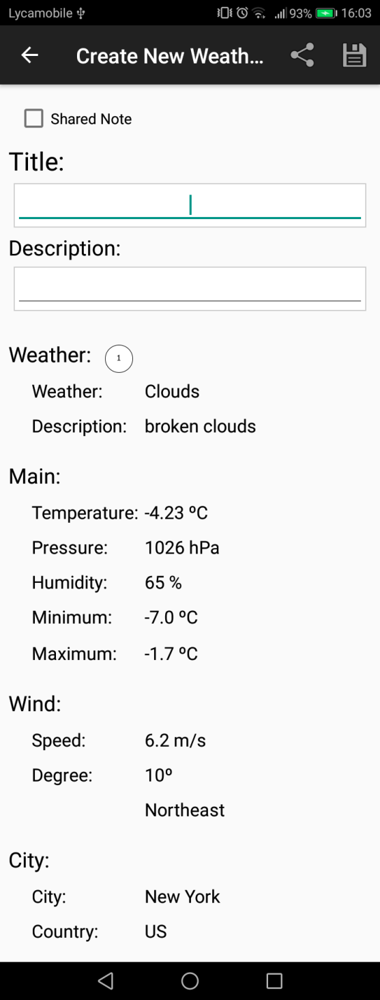 Lycamobile 93% 16:03
Create New Weath...
Shared Note
Title:
Description:
Weather: 1
Weather: Clouds
Description: broken clouds
Main:
Temperature: -4.23 ºC
Pressure: 1026 hPa
Humidity: 65 %
Minimum: -7.0 ºC
Maximum: -1.7 ºC
Wind:
Speed: 6.2 m/s
Degree: 10º
Northeast
City:
City: New York
Country: US